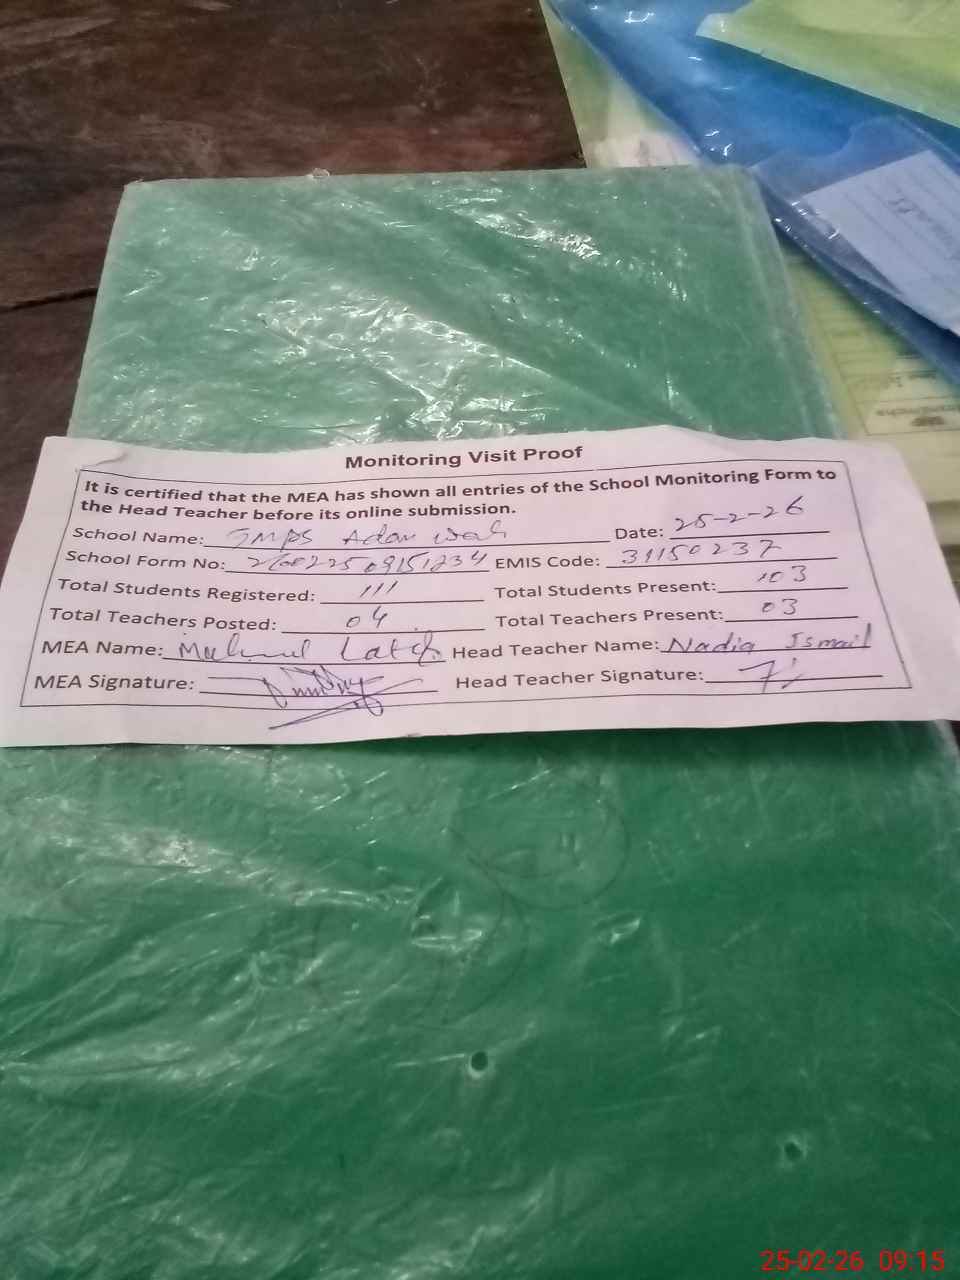 Monitoring Visit Proof
It is certified that the MEA has shown all entries of the School Monitoring Form to
the Head Teacher before its online submission.
School Name: GMPS Adam Wah Date: 25-2-26
School Form No: EMIS Code: 31150237
Total Students Registered: 111 Total Students Present: 103
Total Teachers Posted: 04 Total Teachers Present: 03
MEA Name: Head Teacher Name: Nadia Ismail
MEA Signature: Head Teacher Signature:
25-02-26 09:15